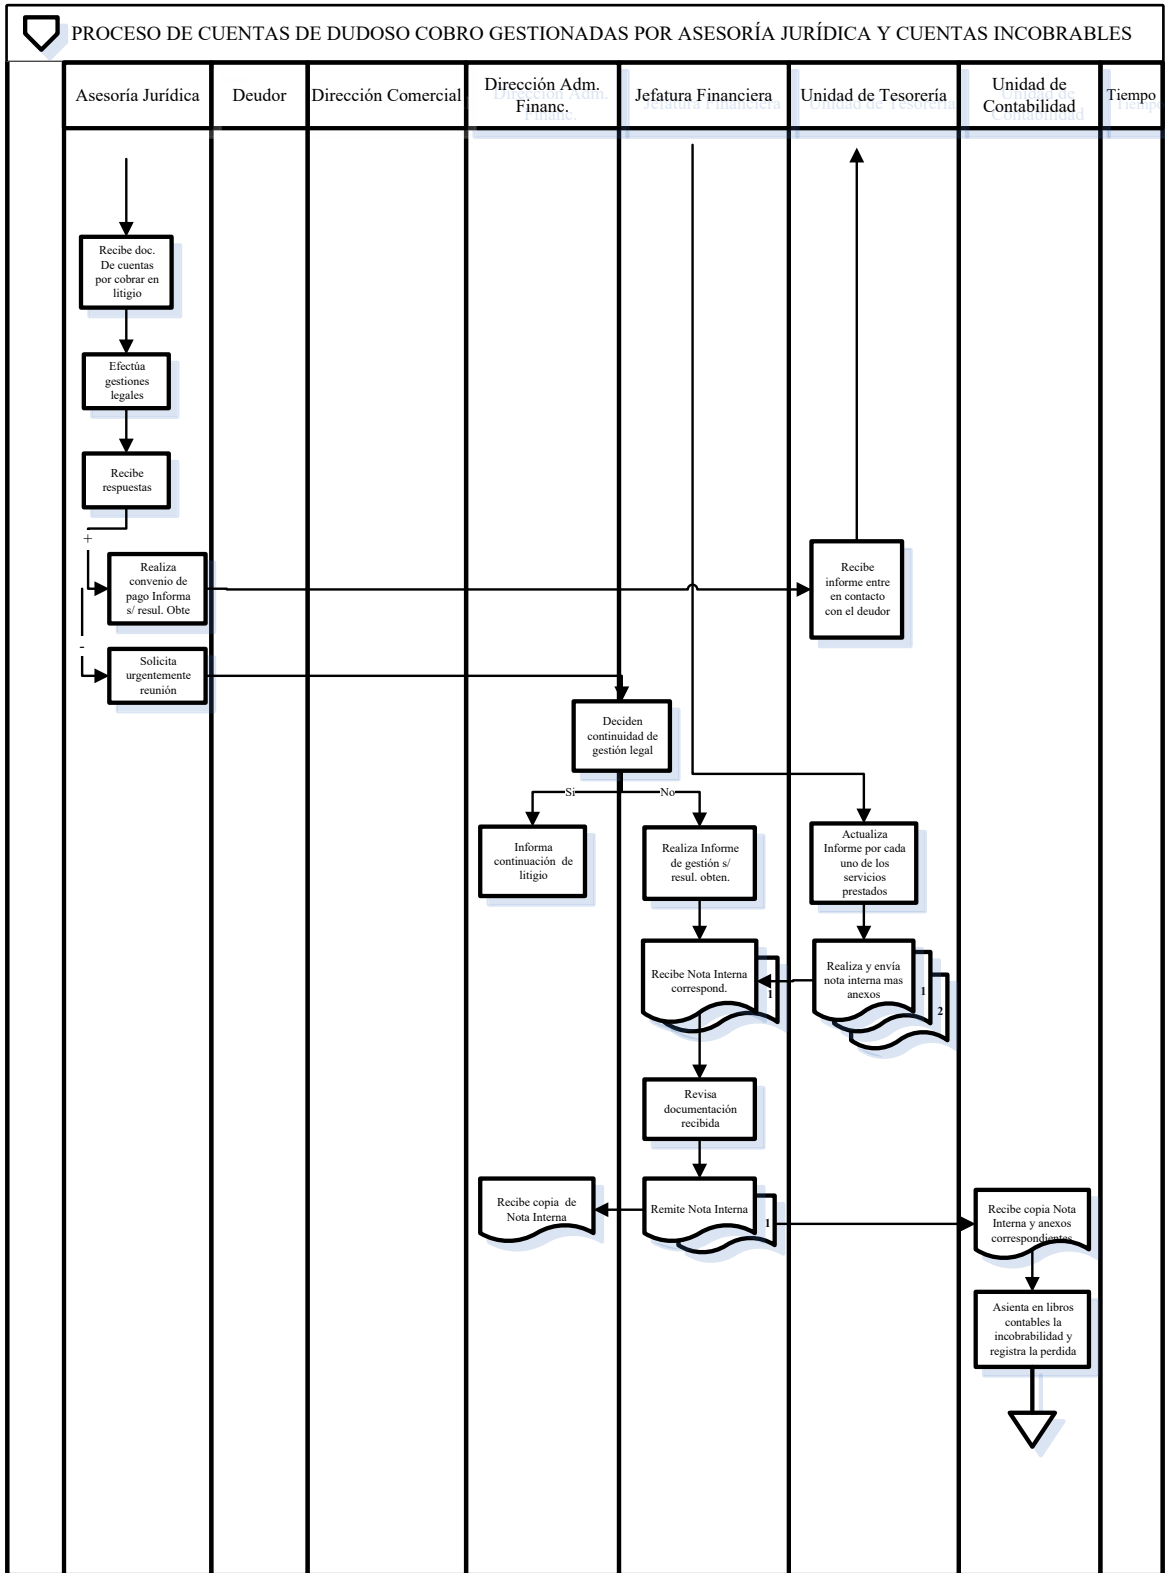 PROCESO DE CUENTAS DE DUDOSO COBRO GESTIONADAS POR ASESORÍA JURÍDICA Y CUENTAS INCOBRABLES
Asesoría Jurídica
Deudor
Dirección Comercial
Dirección Adm.
Financ.
Jefatura Financiera
Unidad de Tesorería
Unidad de
Contabilidad
Tiempo
Recibe doc.
De cuentas
por cobrar en
litigio
Efectúa
gestiones
legales
Recibe
respuestas
+
Realiza
convenio de
pago Informa
s/ resul. Obte
Recibe
informe entre
en contacto
con el deudor
-
Solicita
urgentemente
reunión
Deciden
continuidad de
gestión legal
Si
No
Informa
continuación de
litigio
Realiza Informe
de gestión s/
resul. obten.
Actualiza
Informe por cada
uno de los
servicios
prestados
Recibe Nota Interna
correspond.
1
Realiza y envía
nota interna mas
anexos
1
2
Revisa
documentación
recibida
Recibe copia de
Nota Interna
Remite Nota Interna
1
Recibe copia Nota
Interna y anexos
correspondientes
Asienta en libros
contables la
incobrabilidad y
registra la perdida